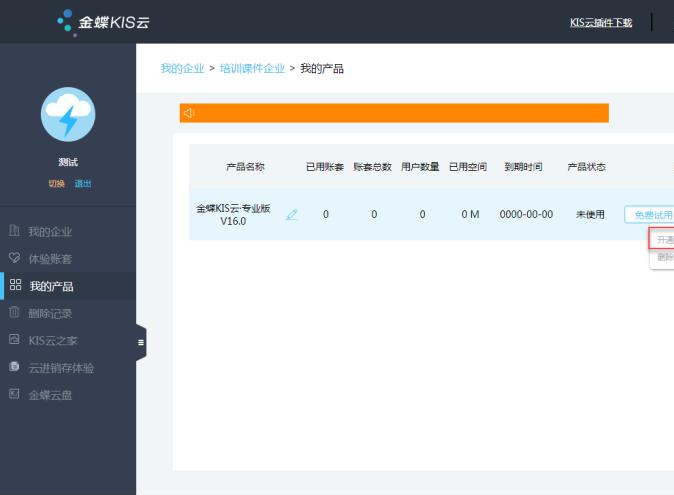 金蝶KIS云
KIS云插件下载
我的企业 > 培训课件企业 > 我的产品
测试
切换 退出
产品名称 已用账套 账套总数 用户数量 已用空间 到期时间 产品状态
金蝶KIS云·专业版
V16.0
0 0 0 0 M 0000-00-00 未使用 免费试用
开通
删除
我的企业
体验账套
我的产品
删除记录
KIS云之家
云进销存体验
金蝶云盘